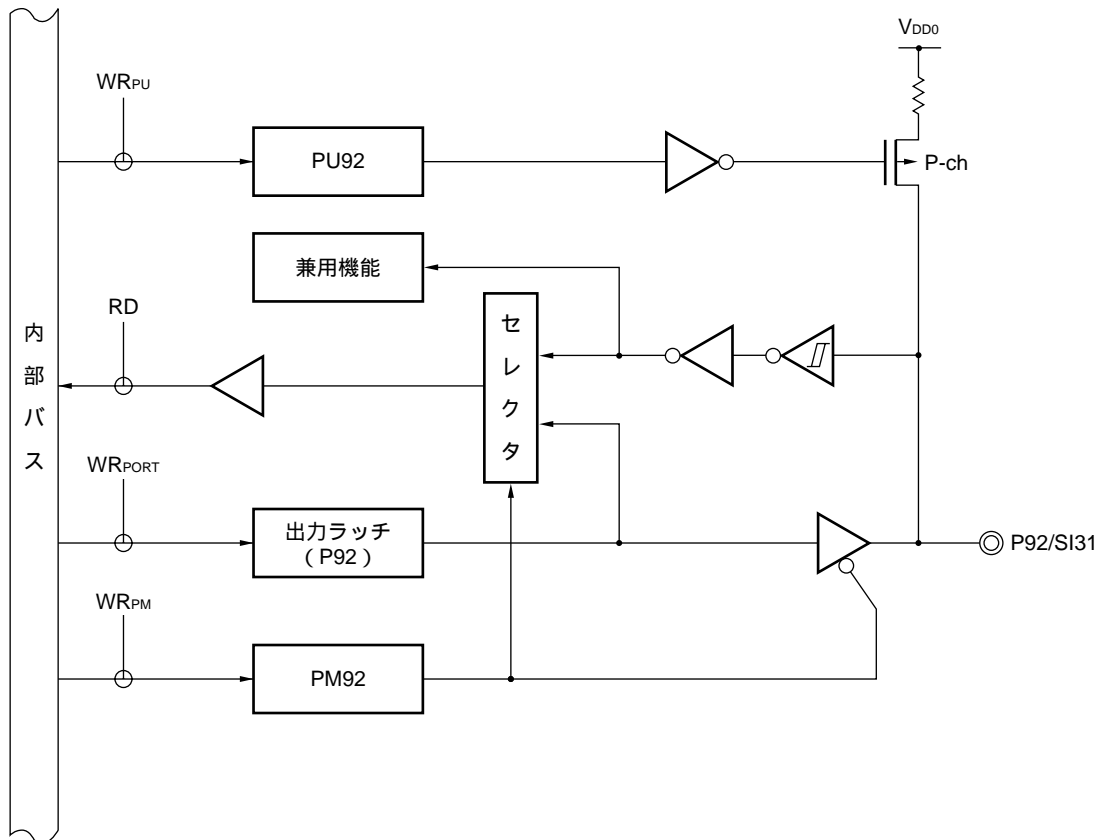 VDD0
WRPU
PU92
P-ch
兼用機能
RD
セレクタ
内部バス
WRPORT
出力ラッチ
（P92）
P92/SI31
WRPM
PM92